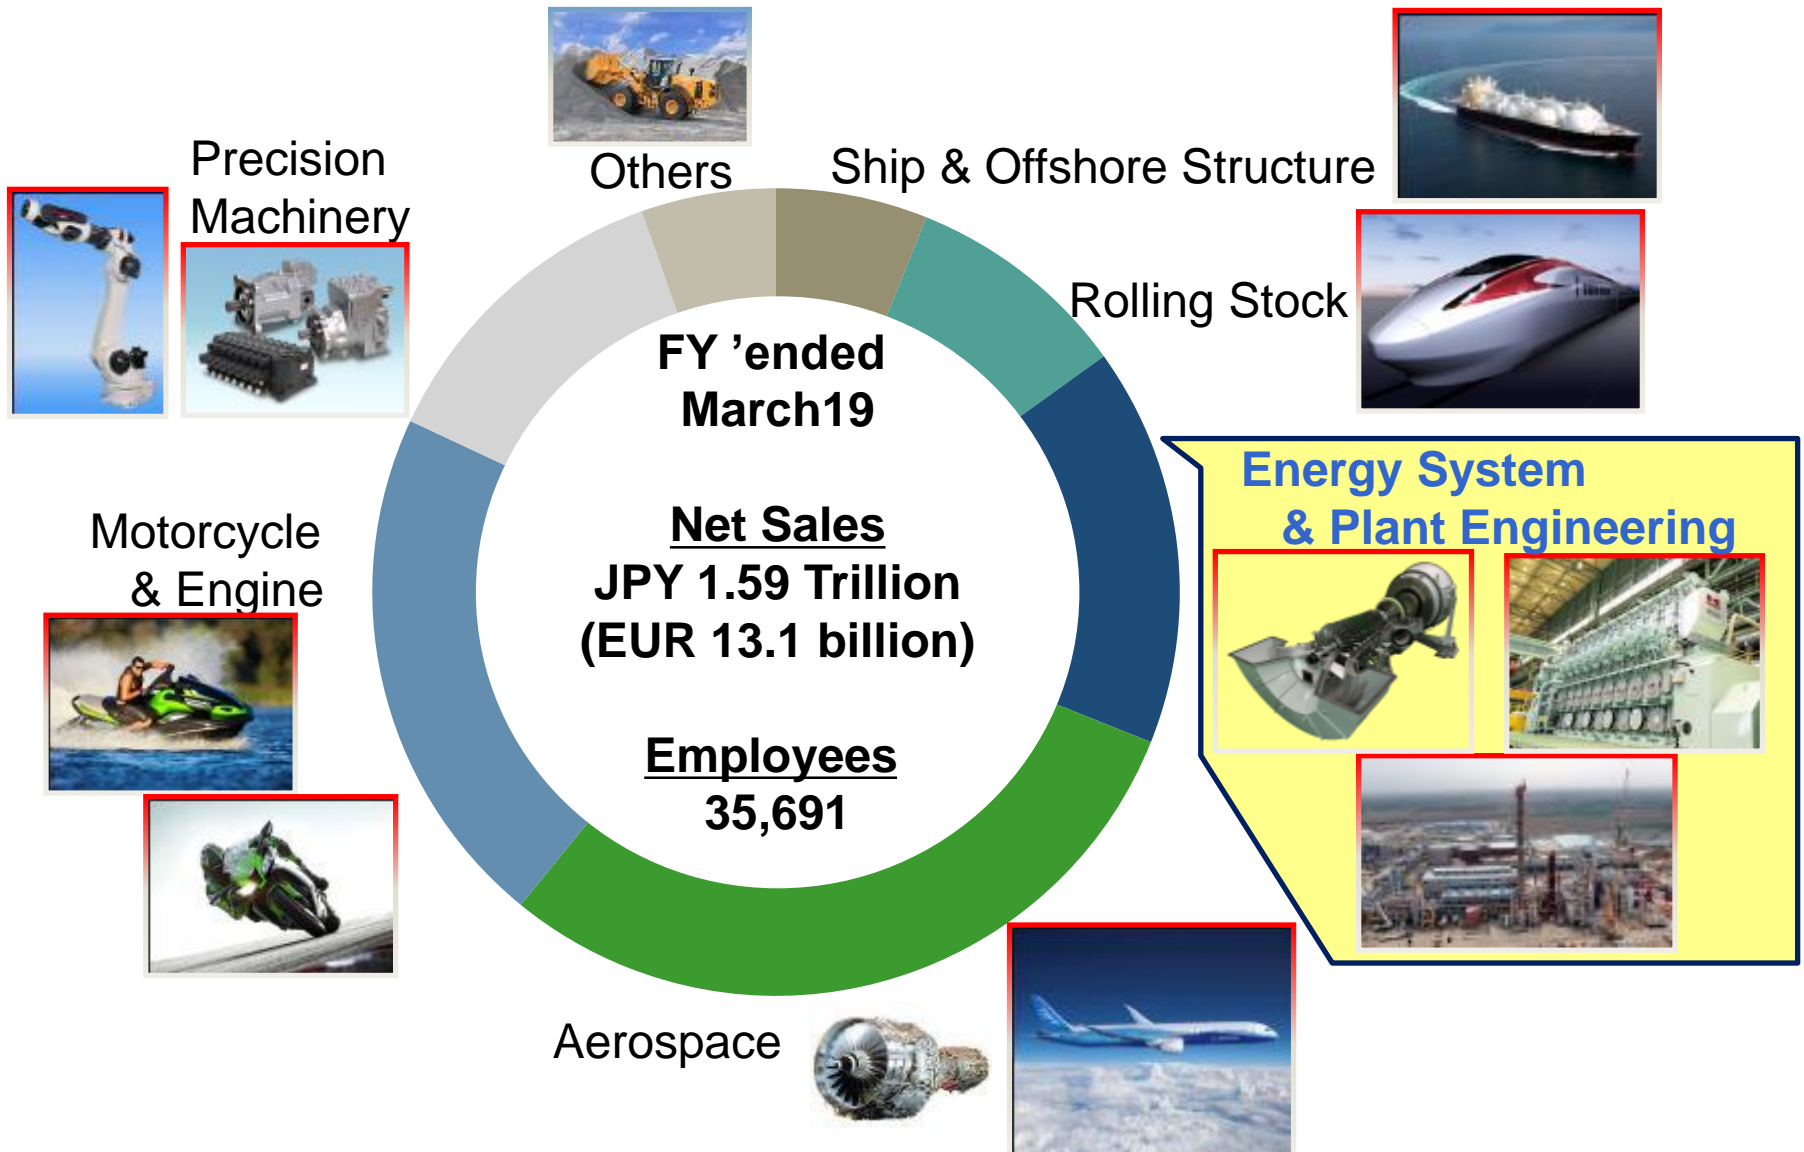 Others
Ship & Offshore Structure
Precision
Machinery
Rolling Stock
FY ’ended
March19
Net Sales
JPY 1.59 Trillion
(EUR 13.1 billion)
Employees
35,691
Energy System
& Plant Engineering
Motorcycle
& Engine
Aerospace